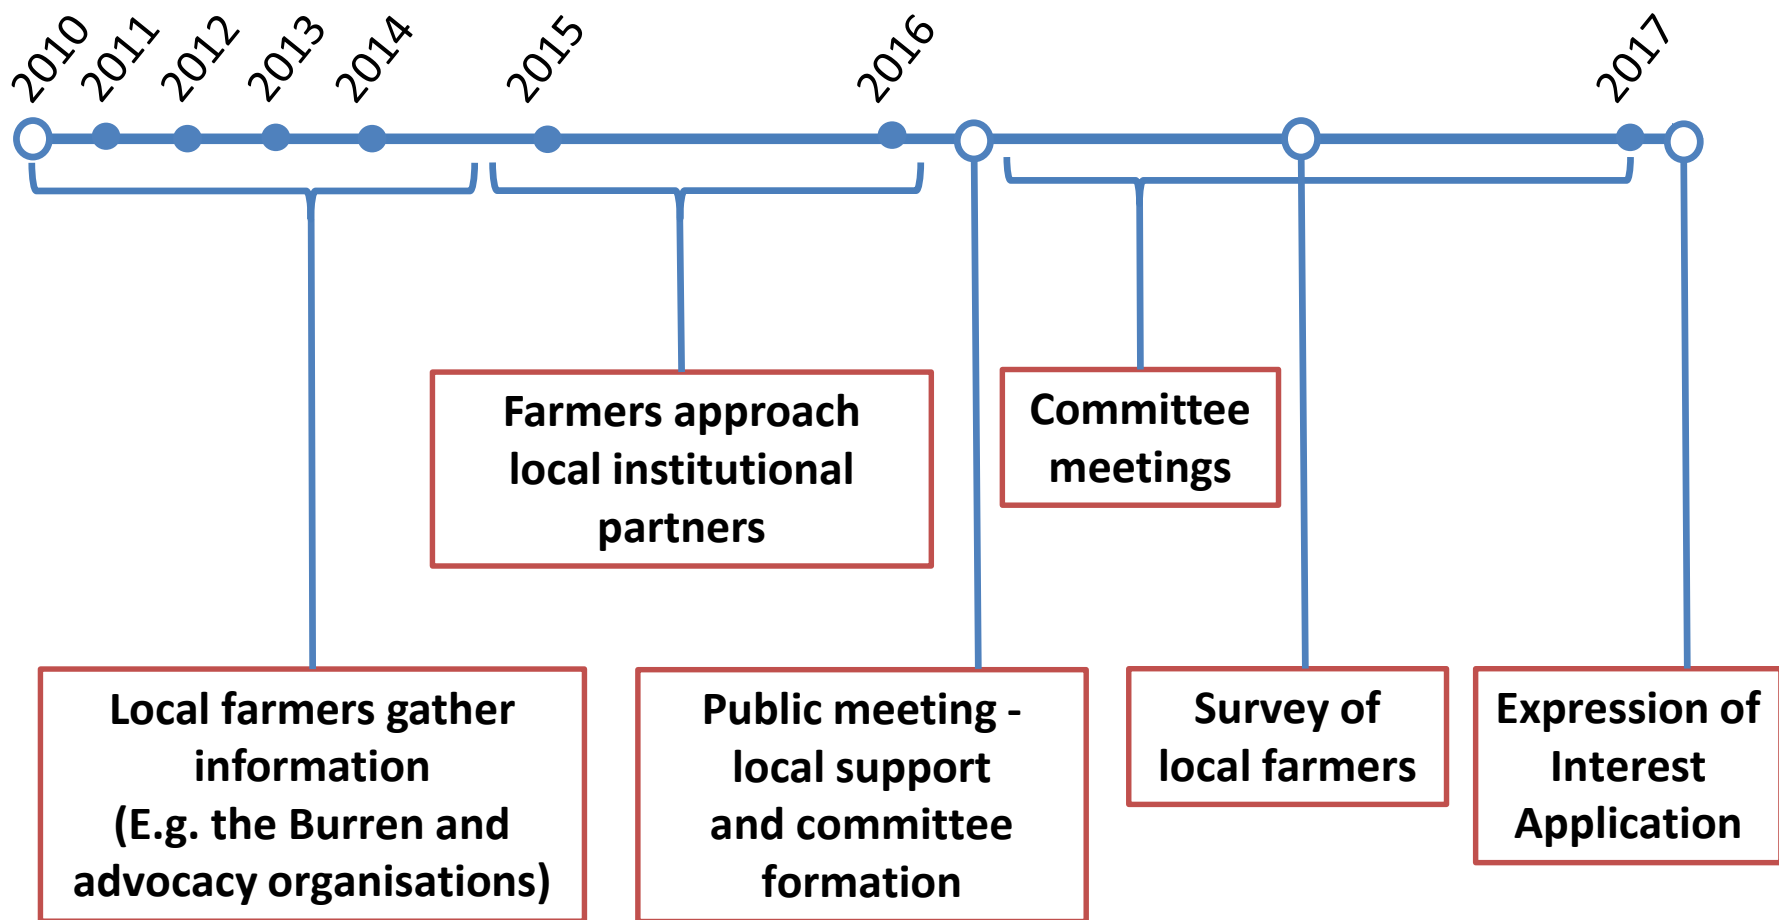 2010
2011
2012
2013
2014
2015
2016
2017
Farmers approach
local institutional
partners
Committee
meetings
Local farmers gather
information
(E.g. the Burren and
advocacy organisations)
Public meeting -
local support
and committee
formation
Survey of
local farmers
Expression of
Interest
Application